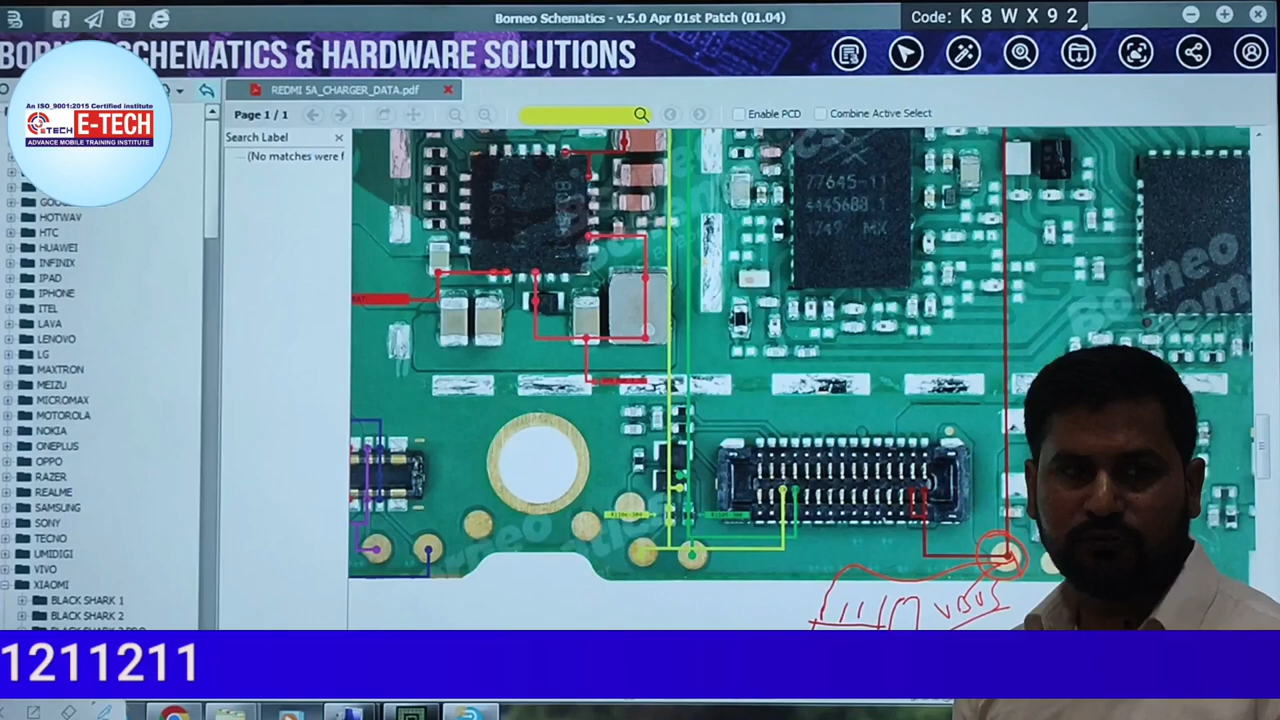 Borneo Schematics - v.5.0 Apr 01st Patch (01.04)
Code: K 8 W X 9 2
BORNEO SCHEMATICS & HARDWARE SOLUTIONS
An ISO_9001:2015 Certified institute
E-TECH
ADVANCE MOBILE TRAINING INSTITUTE
REDMI 5A_CHARGER_DATA.pdf
Page 1 / 1
Enable PCD
Combine Active Select
Search Label
(No matches were f
HOTWAV
HTC
HUAWEI
INFINIX
IPAD
IPHONE
ITEL
LAVA
LENOVO
LG
MAXTRON
MEIZU
MICROMAX
MOTOROLA
NOKIA
ONEPLUS
OPPO
RAZER
REALME
SAMSUNG
SONY
TECNO
UMIDIGI
VIVO
XIAOMI
BLACK SHARK 1
BLACK SHARK 2
77645-11
4445688.1
1749 MX
Borneo
VBUS
1211211